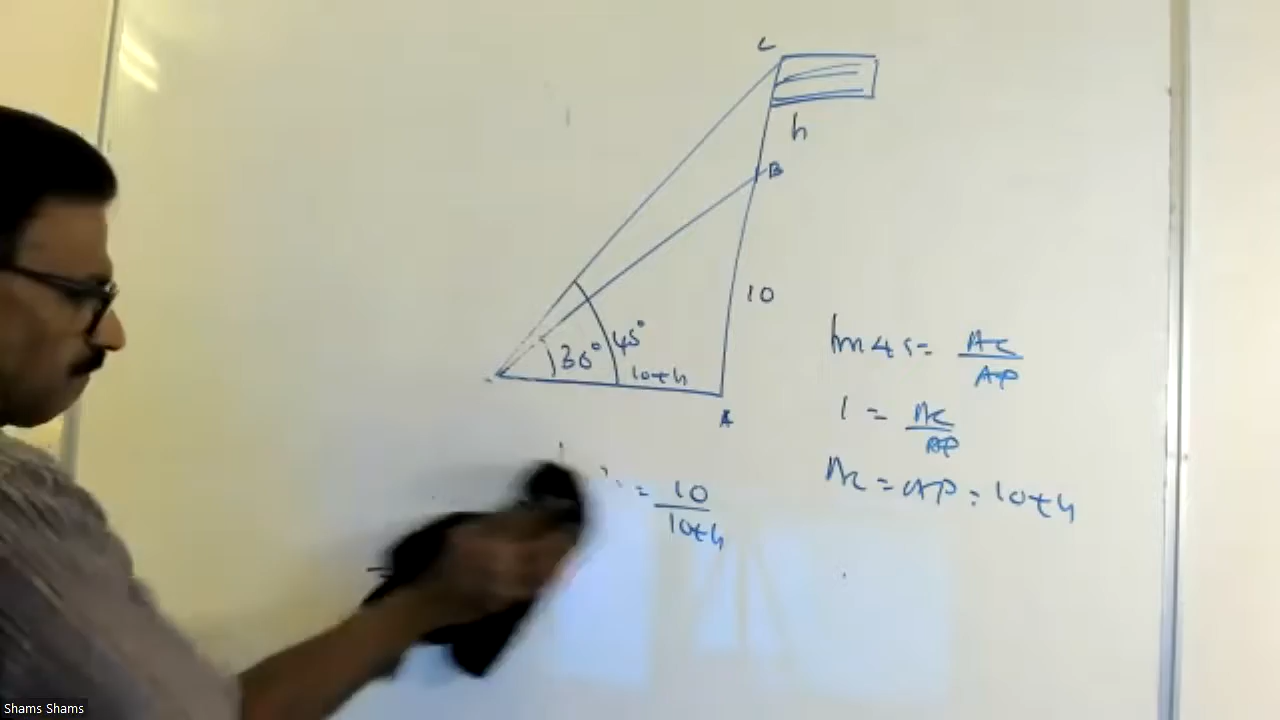 C
h
B
10
30° 45°
10+h
A
tan 45 = AC/AP
1 = AC/AP
AC = AP = 10+h
= 10/10+h
Shams Shams